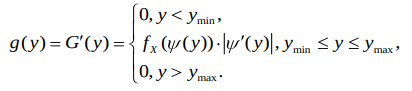 g(y) = G′(y) = { 0, y < y_min,
f_X(ψ(y)) · |ψ′(y)|, y_min ≤ y ≤ y_max,
0, y > y_max.